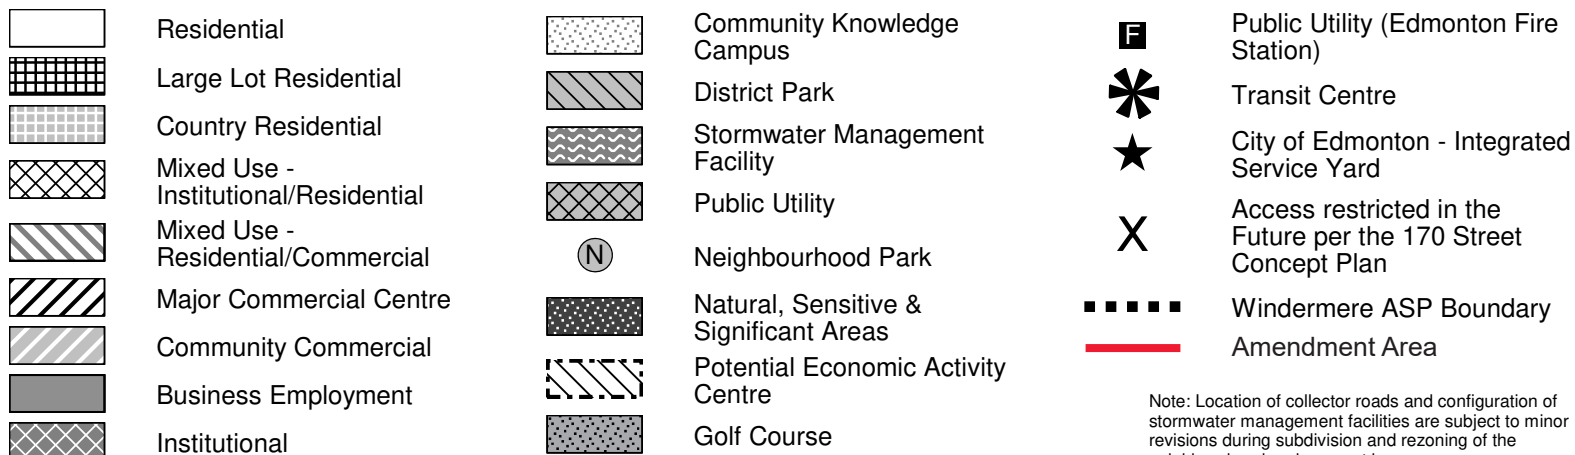 Residential
Large Lot Residential
Country Residential
Mixed Use -
Institutional/Residential
Mixed Use -
Residential/Commercial
Major Commercial Centre
Community Commercial
Business Employment
Institutional
Community Knowledge
Campus
District Park
Stormwater Management
Facility
Public Utility
N Neighbourhood Park
Natural, Sensitive &
Significant Areas
Potential Economic Activity
Centre
Golf Course
F Public Utility (Edmonton Fire
Station)
Transit Centre
City of Edmonton - Integrated
Service Yard
X Access restricted in the
Future per the 170 Street
Concept Plan
Windermere ASP Boundary
Amendment Area
Note: Location of collector roads and configuration of
stormwater management facilities are subject to minor
revisions during subdivision and rezoning of the